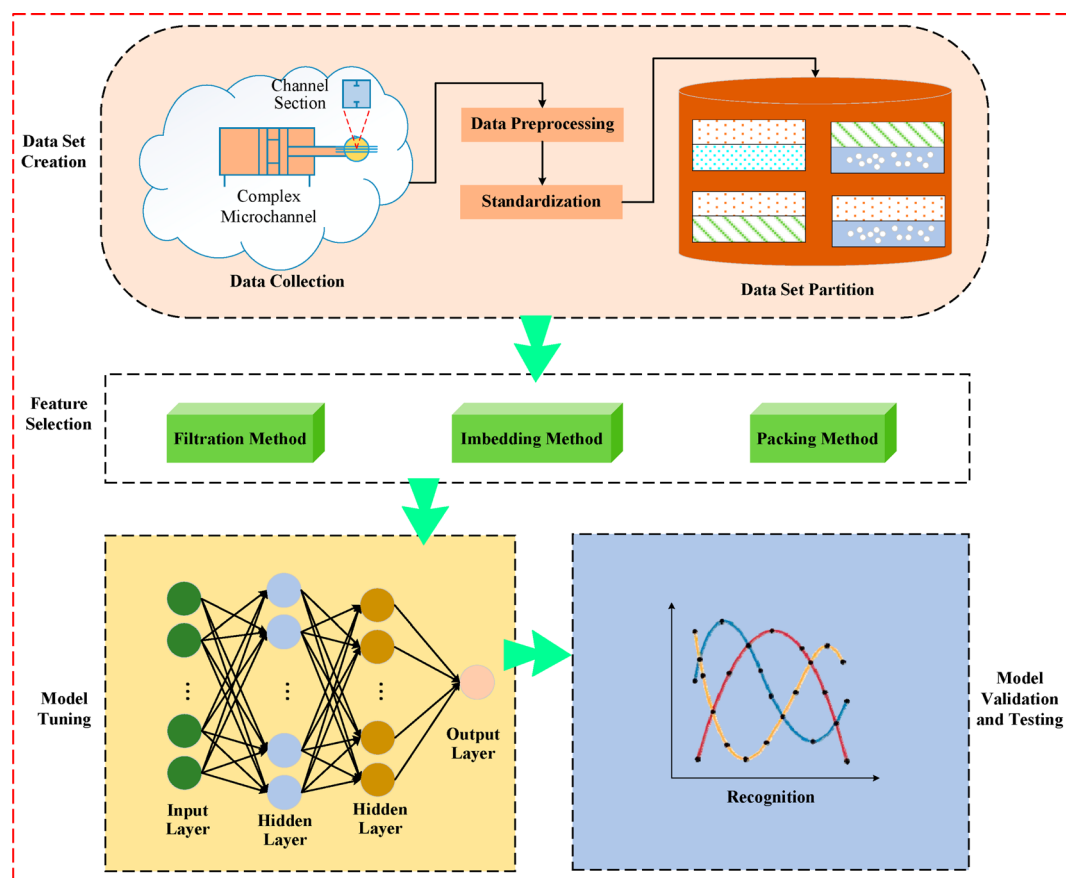 Data Set
Creation
Channel
Section
Complex
Microchannel
Data Collection
Data Preprocessing
Standardization
Data Set Partition
Feature
Selection
Filtration Method
Imbedding Method
Packing Method
Model
Tuning
Input
Layer
Hidden
Layer
Hidden
Layer
Output
Layer
Recognition
Model
Validation
and Testing